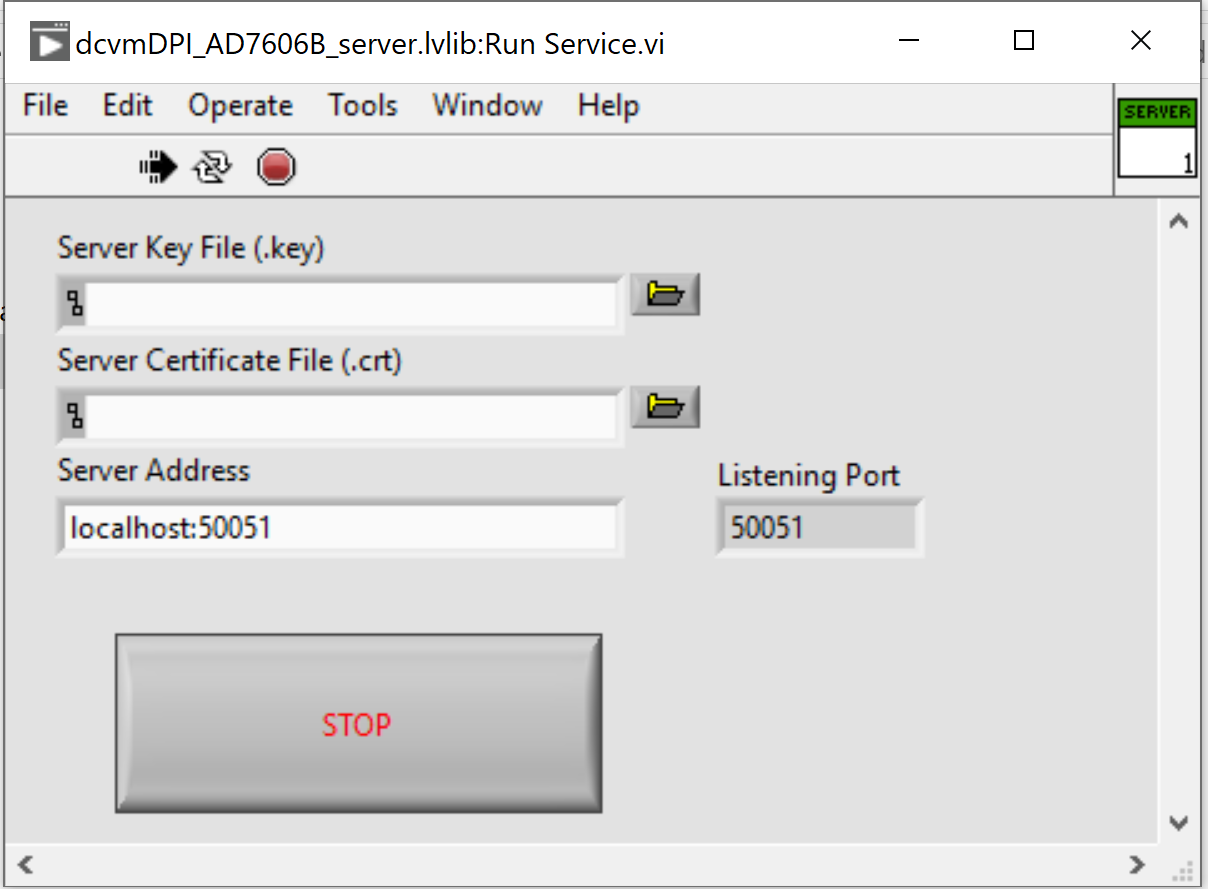 dcvmDPI_AD7606B_server.lvlib:Run Service.vi
File Edit Operate Tools Window Help
SERVER
1
Server Key File (.key)
Server Certificate File (.crt)
Server Address
Listening Port
localhost:50051
50051
STOP